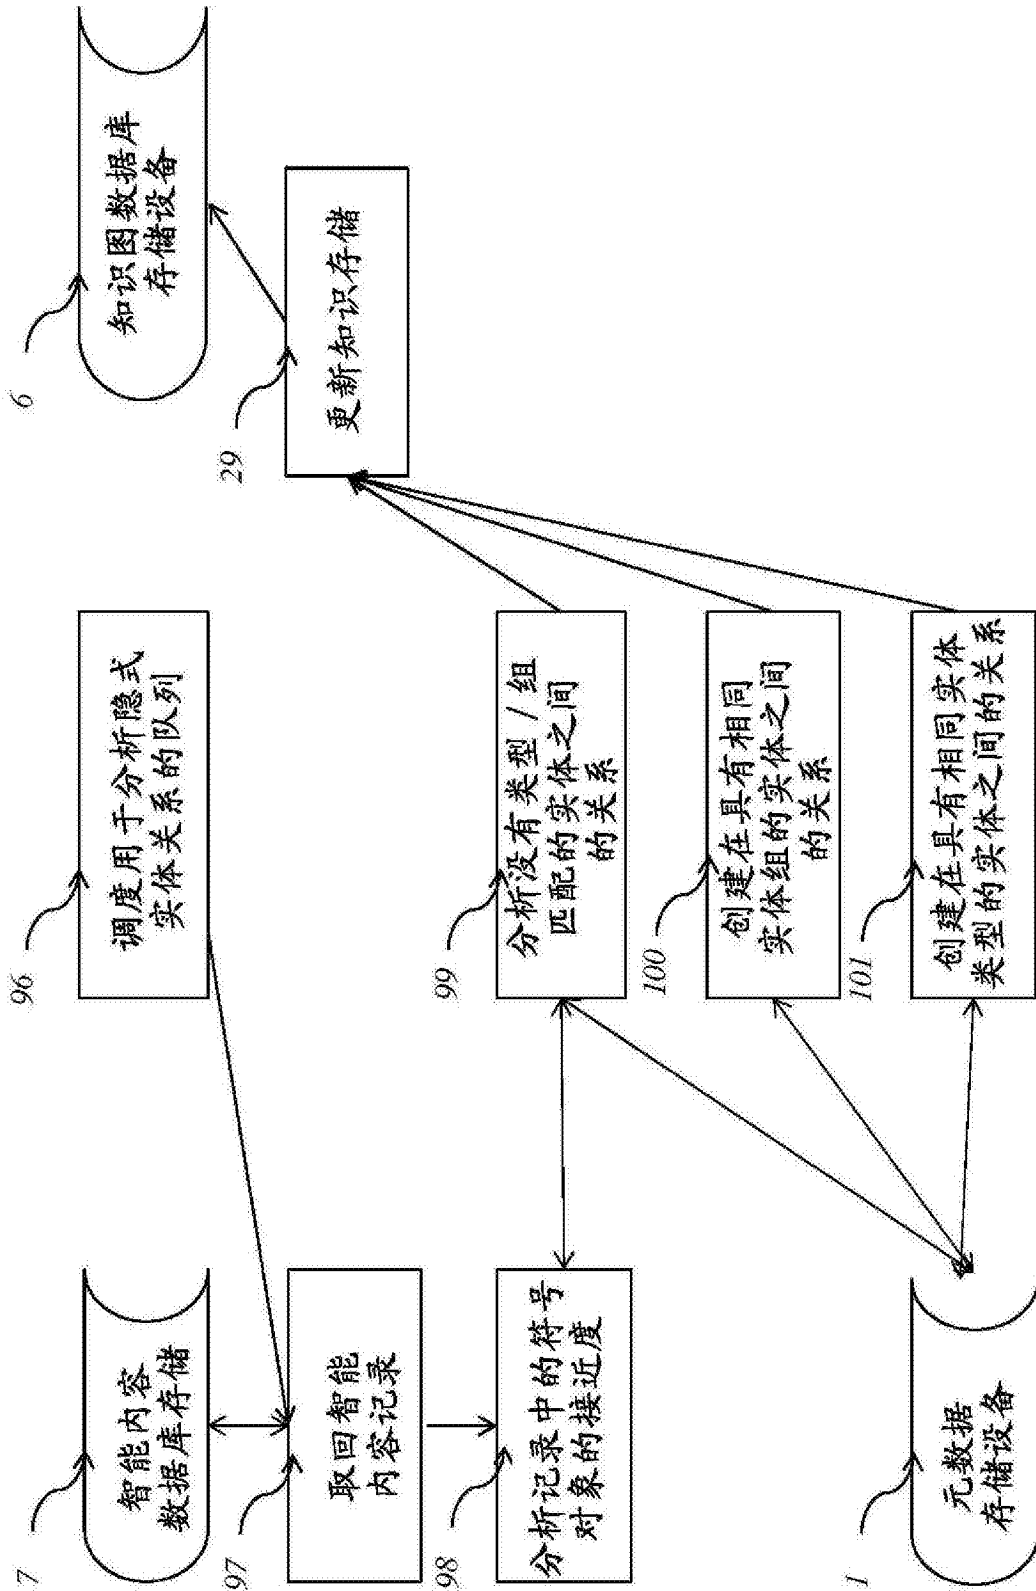 7
智能内容
数据库存储
96
调度用于分析隐式
实体关系的队列
6
知识图数据库
存储设备
97
取回智能
内容记录
29
更新知识存储
98
分析记录中的符号
对象的接近度
99
分析没有类型/组
匹配的实体之间
的关系
100
创建在具有相同
实体组的实体之间
的关系
1
元数据
存储设备
101
创建在具有相同实体
类型的实体之间的关系